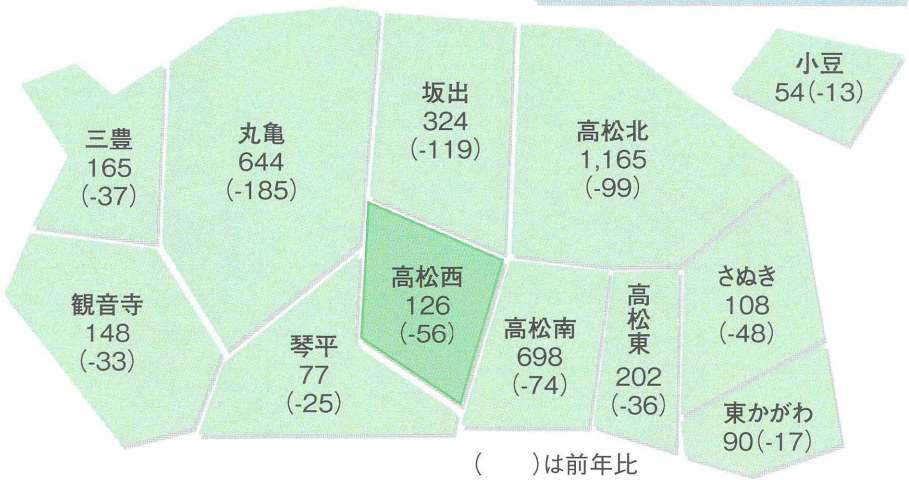 小豆
54(-13)
坂出
324
(-119)
高松北
1,165
(-99)
丸亀
644
(-185)
三豊
165
(-37)
高松西
126
(-56)
さぬき
108
(-48)
高松東
202
(-36)
観音寺
148
(-33)
高松南
698
(-74)
琴平
77
(-25)
東かがわ
90(-17)
(　　)は前年比